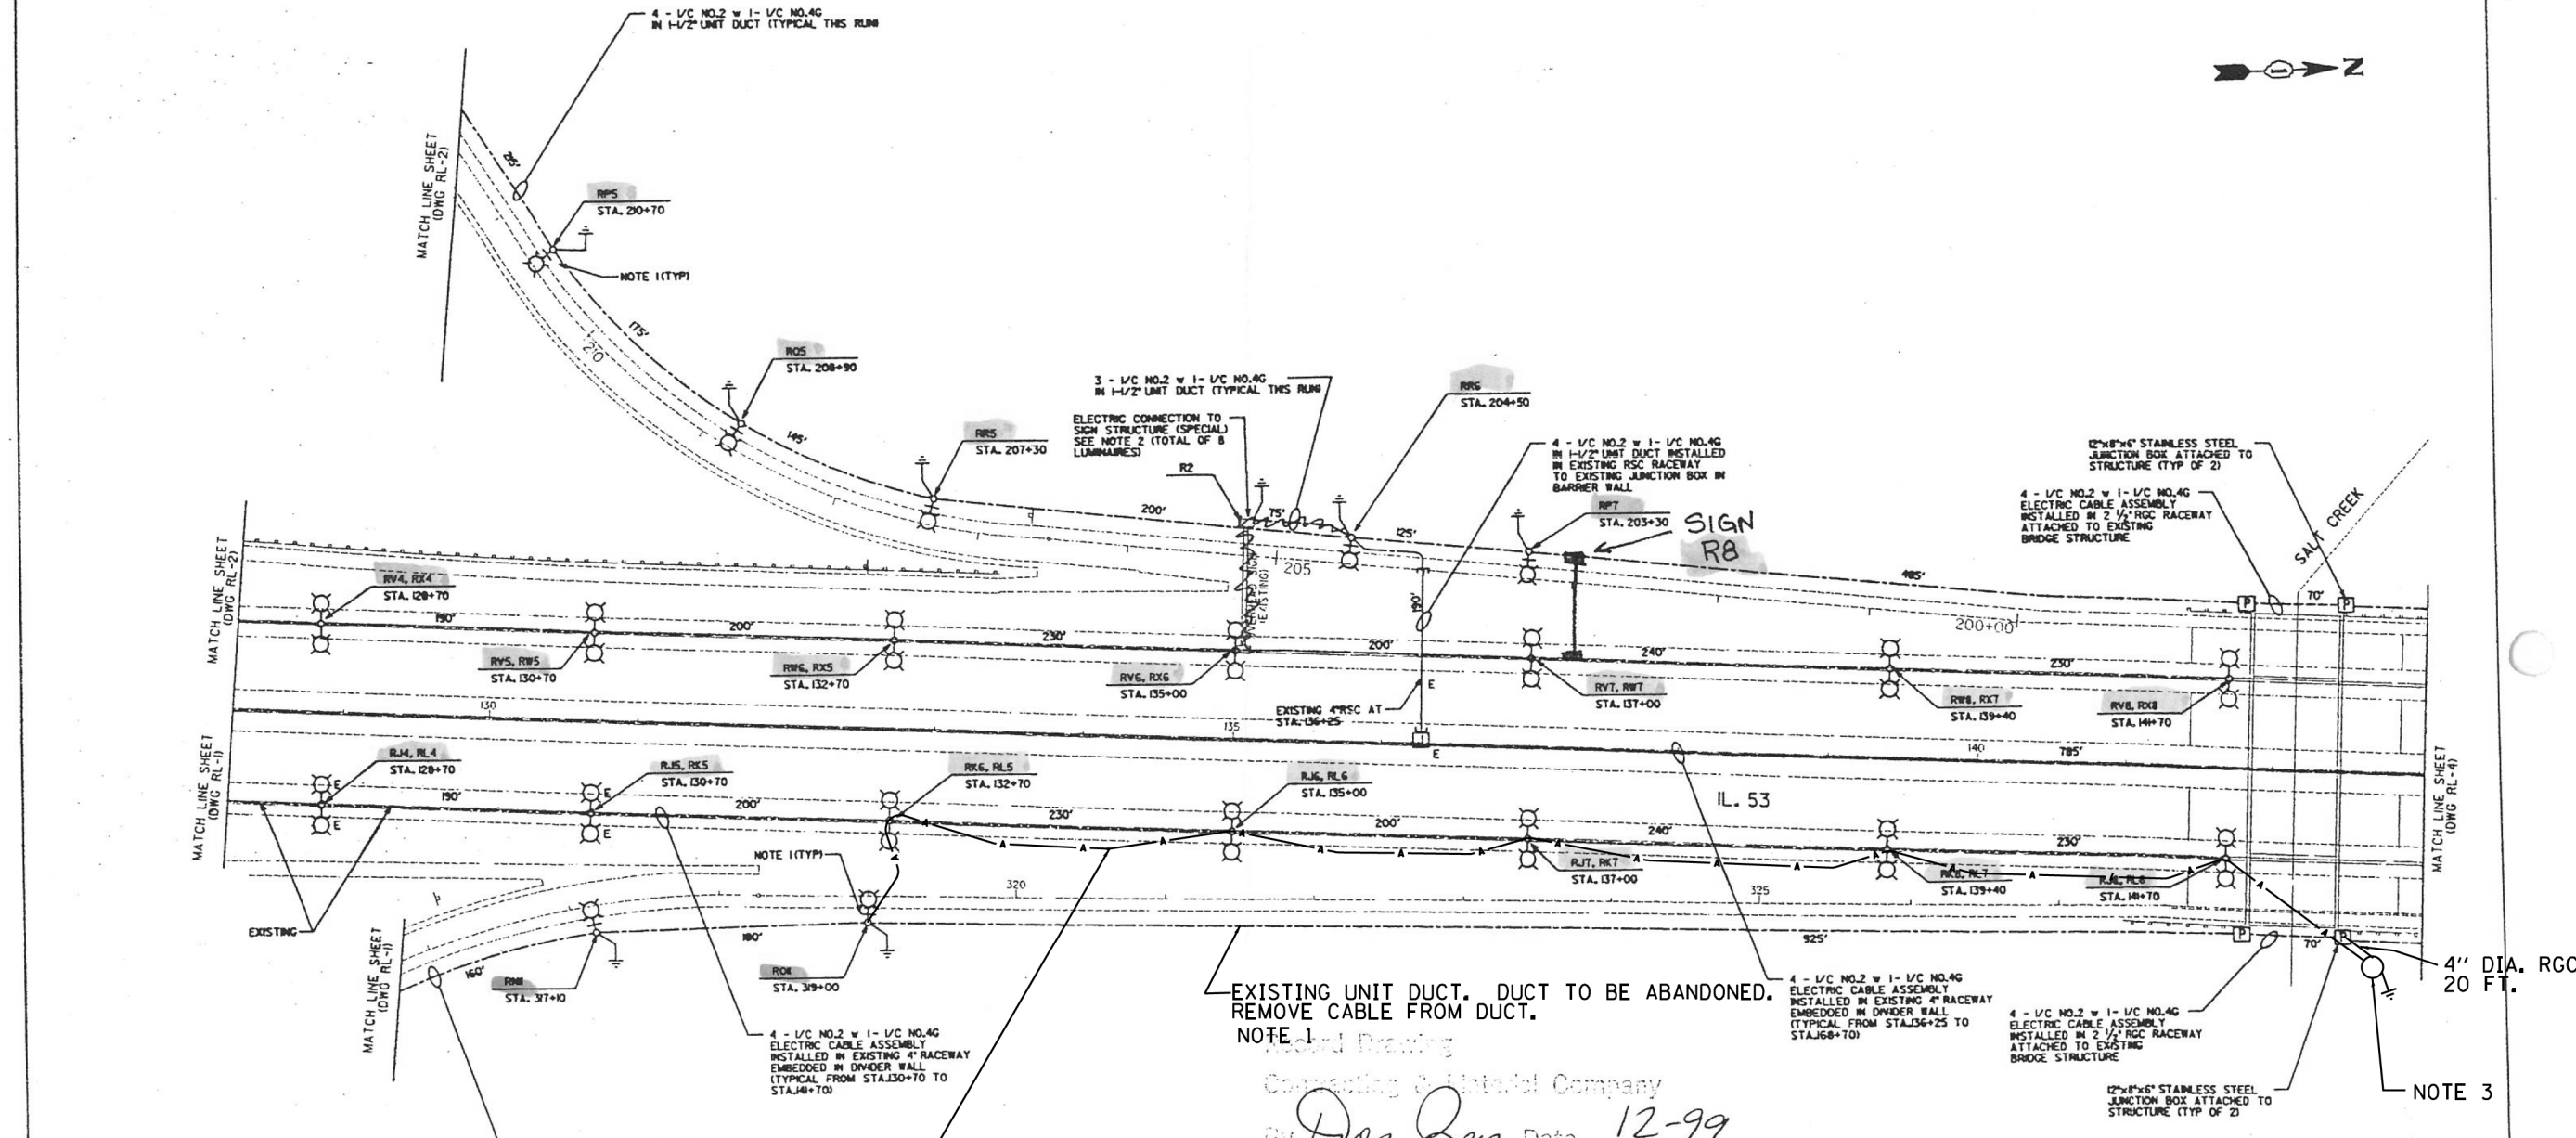 4 - 1/C NO.2 w 1- 1/C NO.4G
IN 1-1/2" UNIT DUCT (TYPICAL THIS RUN)
N
MATCH LINE SHEET
(DWG RL-2)
215'
RP5
STA. 210+70
NOTE 1(TYP)
175'
210
RQ5
STA. 208+90
145'
RR5
STA. 207+30
200'
3 - 1/C NO.2 w 1- 1/C NO.4G
IN 1-1/2" UNIT DUCT (TYPICAL THIS RUN)
ELECTRIC CONNECTION TO
SIGN STRUCTURE (SPECIAL)
SEE NOTE 2 (TOTAL OF 8
LUMINAIRES)
R2
75'
RR6
STA. 204+50
125'
4 - 1/C NO.2 w 1- 1/C NO.4G
IN 1-1/2" UNIT DUCT INSTALLED
IN EXISTING RSC RACEWAY
TO EXISTING JUNCTION BOX IN
BARRIER WALL
RP7
STA. 203+30
SIGN
R8
205
OVERHEAD SIGN
(EXISTING)
190'
485'
200+00
12"x8"x6" STAINLESS STEEL
JUNCTION BOX ATTACHED TO
STRUCTURE (TYP OF 2)
4 - 1/C NO.2 w 1- 1/C NO.4G
ELECTRIC CABLE ASSEMBLY
INSTALLED IN 2 1/2" RGC RACEWAY
ATTACHED TO EXISTING
BRIDGE STRUCTURE
SALT CREEK
P
70'
P
MATCH LINE SHEET
(DWG RL-2)
RV4, RX4
STA. 128+70
190'
RV5, RW5
STA. 130+70
200'
RW6, RX5
STA. 132+70
230'
RV6, RX6
STA. 135+00
200'
RV7, RW7
STA. 137+00
240'
RW8, RX7
STA. 139+40
230'
RV8, RX8
STA. 141+70
E
EXISTING 4"RSC AT
STA. 136+25
130
135
E
140
785'
IL. 53
MATCH LINE SHEET
(DWG RL-1)
RJ4, RL4
STA. 128+70
E
E
190'
RJ5, RK5
STA. 130+70
E
E
200'
RK6, RL5
STA. 132+70
230'
RJ6, RL6
STA. 135+00
200'
RJ7, RK7
STA. 137+00
240'
RK8, RL7
STA. 139+40
230'
RJ8, RL8
STA. 141+70
A A A A A A A A A A A A A A A A A A
MATCH LINE SHEET
(DWG RL-4)
NOTE 1(TYP)
320
325
EXISTING
MATCH LINE SHEET
(DWG RL-1)
160'
STA. 317+10
180'
STA. 319+00
925'
P
70'
P
4" DIA. RGC
20 FT.
EXISTING UNIT DUCT. DUCT TO BE ABANDONED.
REMOVE CABLE FROM DUCT.
NOTE 1
4 - 1/C NO.2 w 1- 1/C NO.4G
ELECTRIC CABLE ASSEMBLY
INSTALLED IN EXISTING 4" RACEWAY
EMBEDDED IN DIVIDER WALL
(TYPICAL FROM STA.130+70 TO
STA.141+70)
4 - 1/C NO.2 w 1- 1/C NO.4G
ELECTRIC CABLE ASSEMBLY
INSTALLED IN EXISTING 4" RACEWAY
EMBEDDED IN DIVIDER WALL
(TYPICAL FROM STA.136+25 TO
STA.168+70)
4 - 1/C NO.2 w 1- 1/C NO.4G
ELECTRIC CABLE ASSEMBLY
INSTALLED IN 2 1/2" RGC RACEWAY
ATTACHED TO EXISTING
BRIDGE STRUCTURE
12"x8"x6" STAINLESS STEEL
JUNCTION BOX ATTACHED TO
STRUCTURE (TYP OF 2)
NOTE 3
Record Drawing
Contracting & Material Company
By Date 12-99